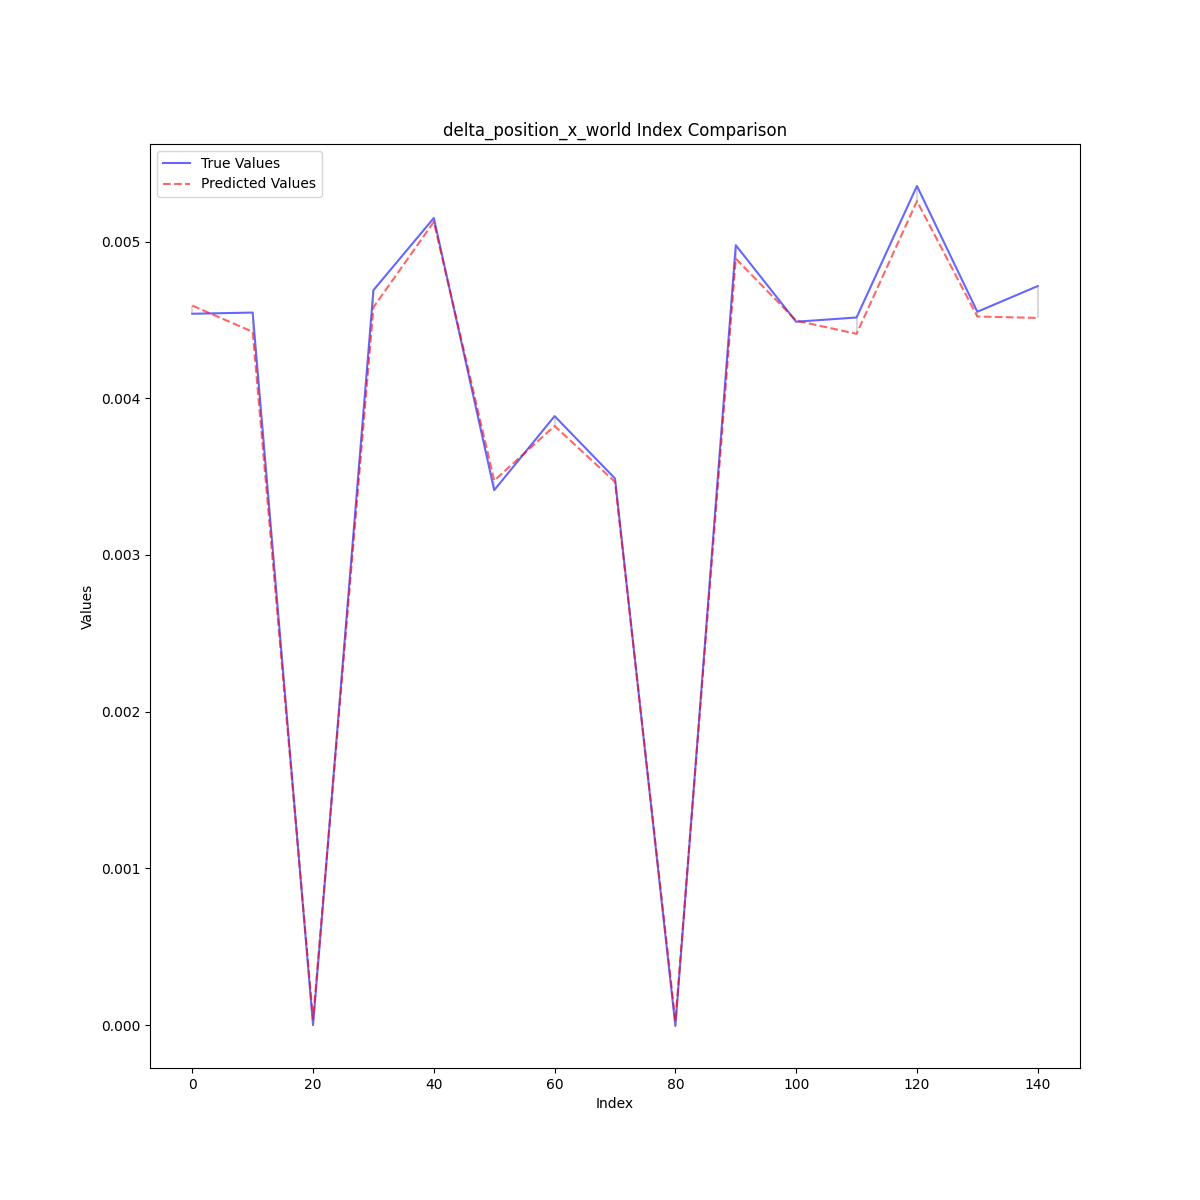 delta_position_x_world Index Comparison
True Values
Predicted Values
0.005
0.004
0.003
0.002
0.001
0.000
Values
0 20 40 60 80 100 120 140
Index